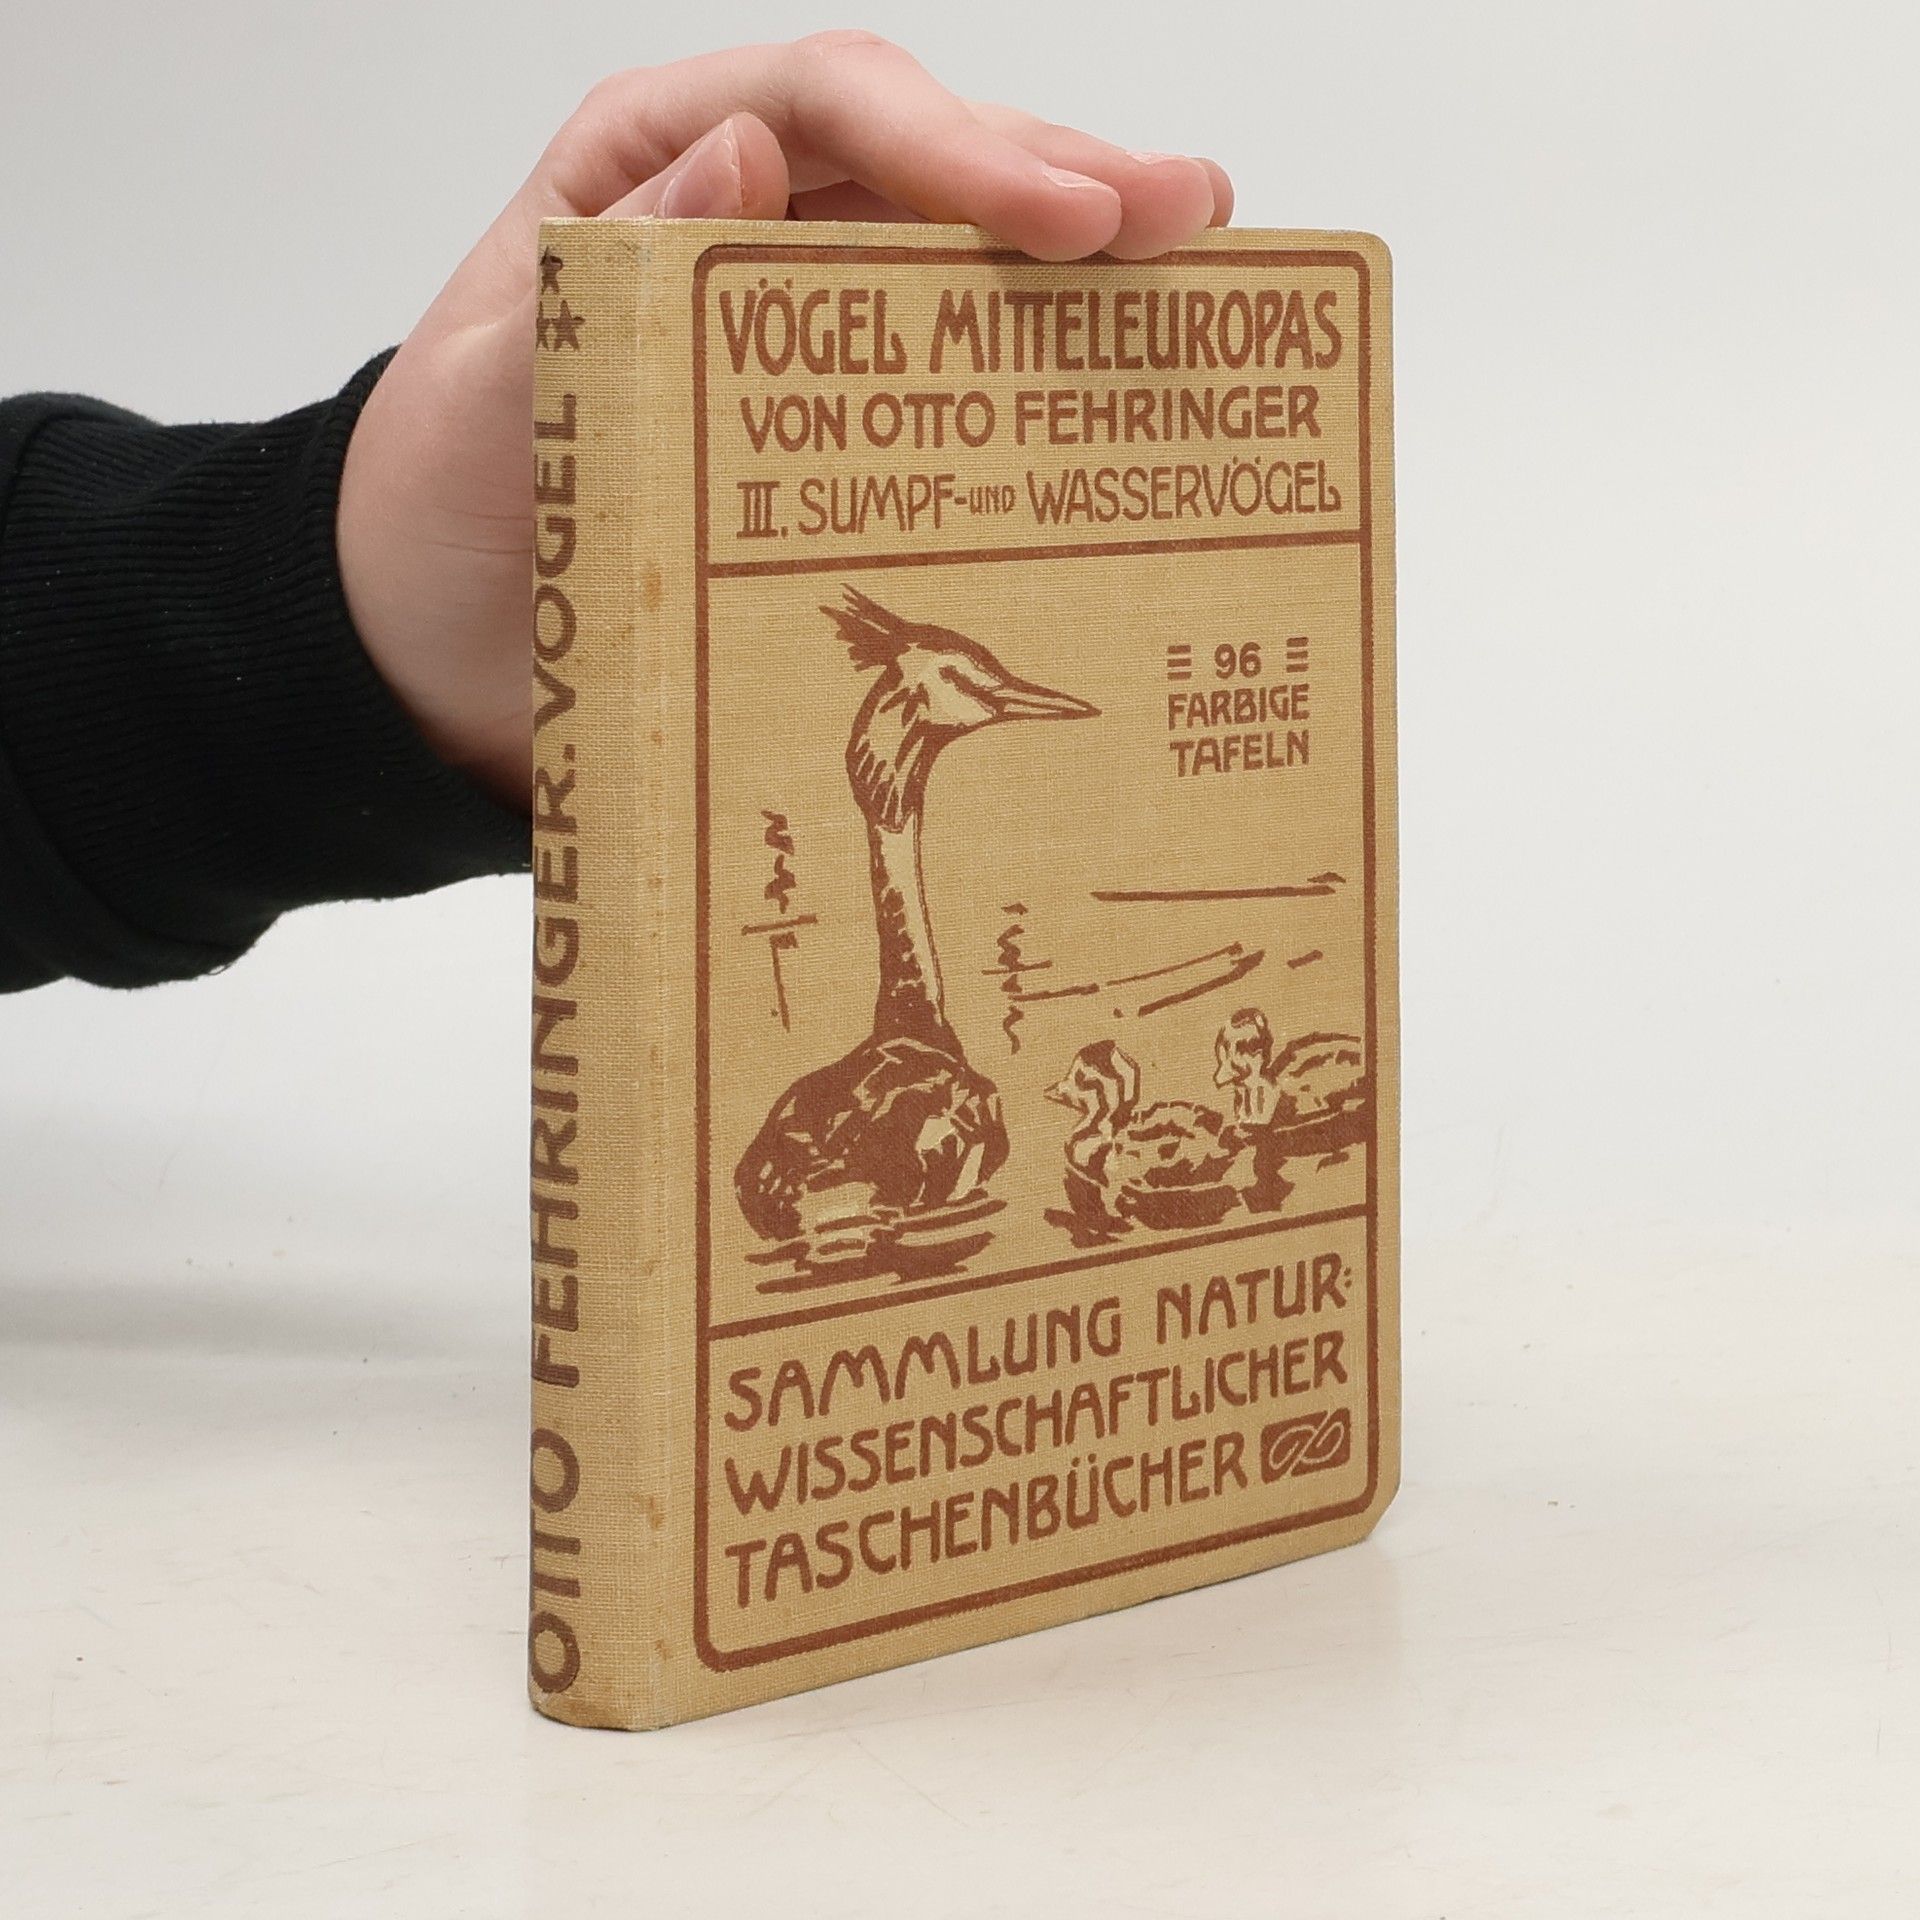 VÖGEL MITTELEUROPAS
VON OTTO FEHRINGER
III. SUMPF- UND WASSERVÖGEL
96
FARBIGE
TAFELN
SAMMLUNG NATUR:
WISSENSCHAFTLICHER
TASCHENBÜCHER
OTTO FEHRINGER. VÖGEL